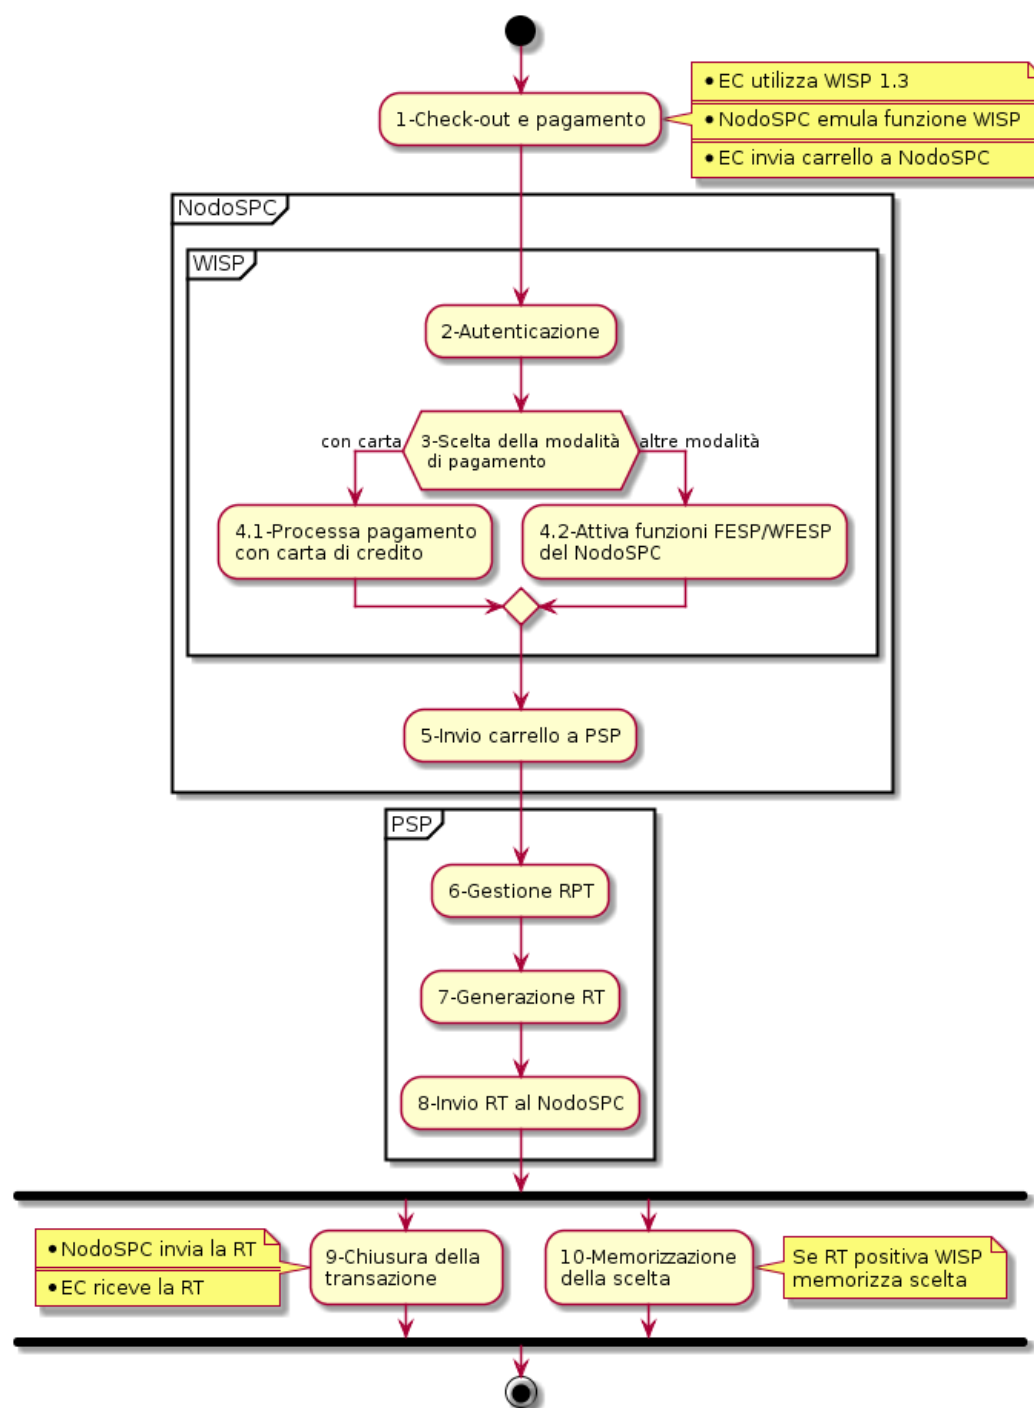 1-Check-out e pagamento
• EC utilizza WISP 1.3
• NodoSPC emula funzione WISP
• EC invia carrello a NodoSPC
NodoSPC
WISP
2-Autenticazione
con carta
3-Scelta della modalità
di pagamento
altre modalità
4.1-Processa pagamento
con carta di credito
4.2-Attiva funzioni FESP/WFESP
del NodoSPC
5-Invio carrello a PSP
PSP
6-Gestione RPT
7-Generazione RT
8-Invio RT al NodoSPC
• NodoSPC invia la RT
• EC riceve la RT
9-Chiusura della
transazione
10-Memorizzazione
della scelta
Se RT positiva WISP
memorizza scelta